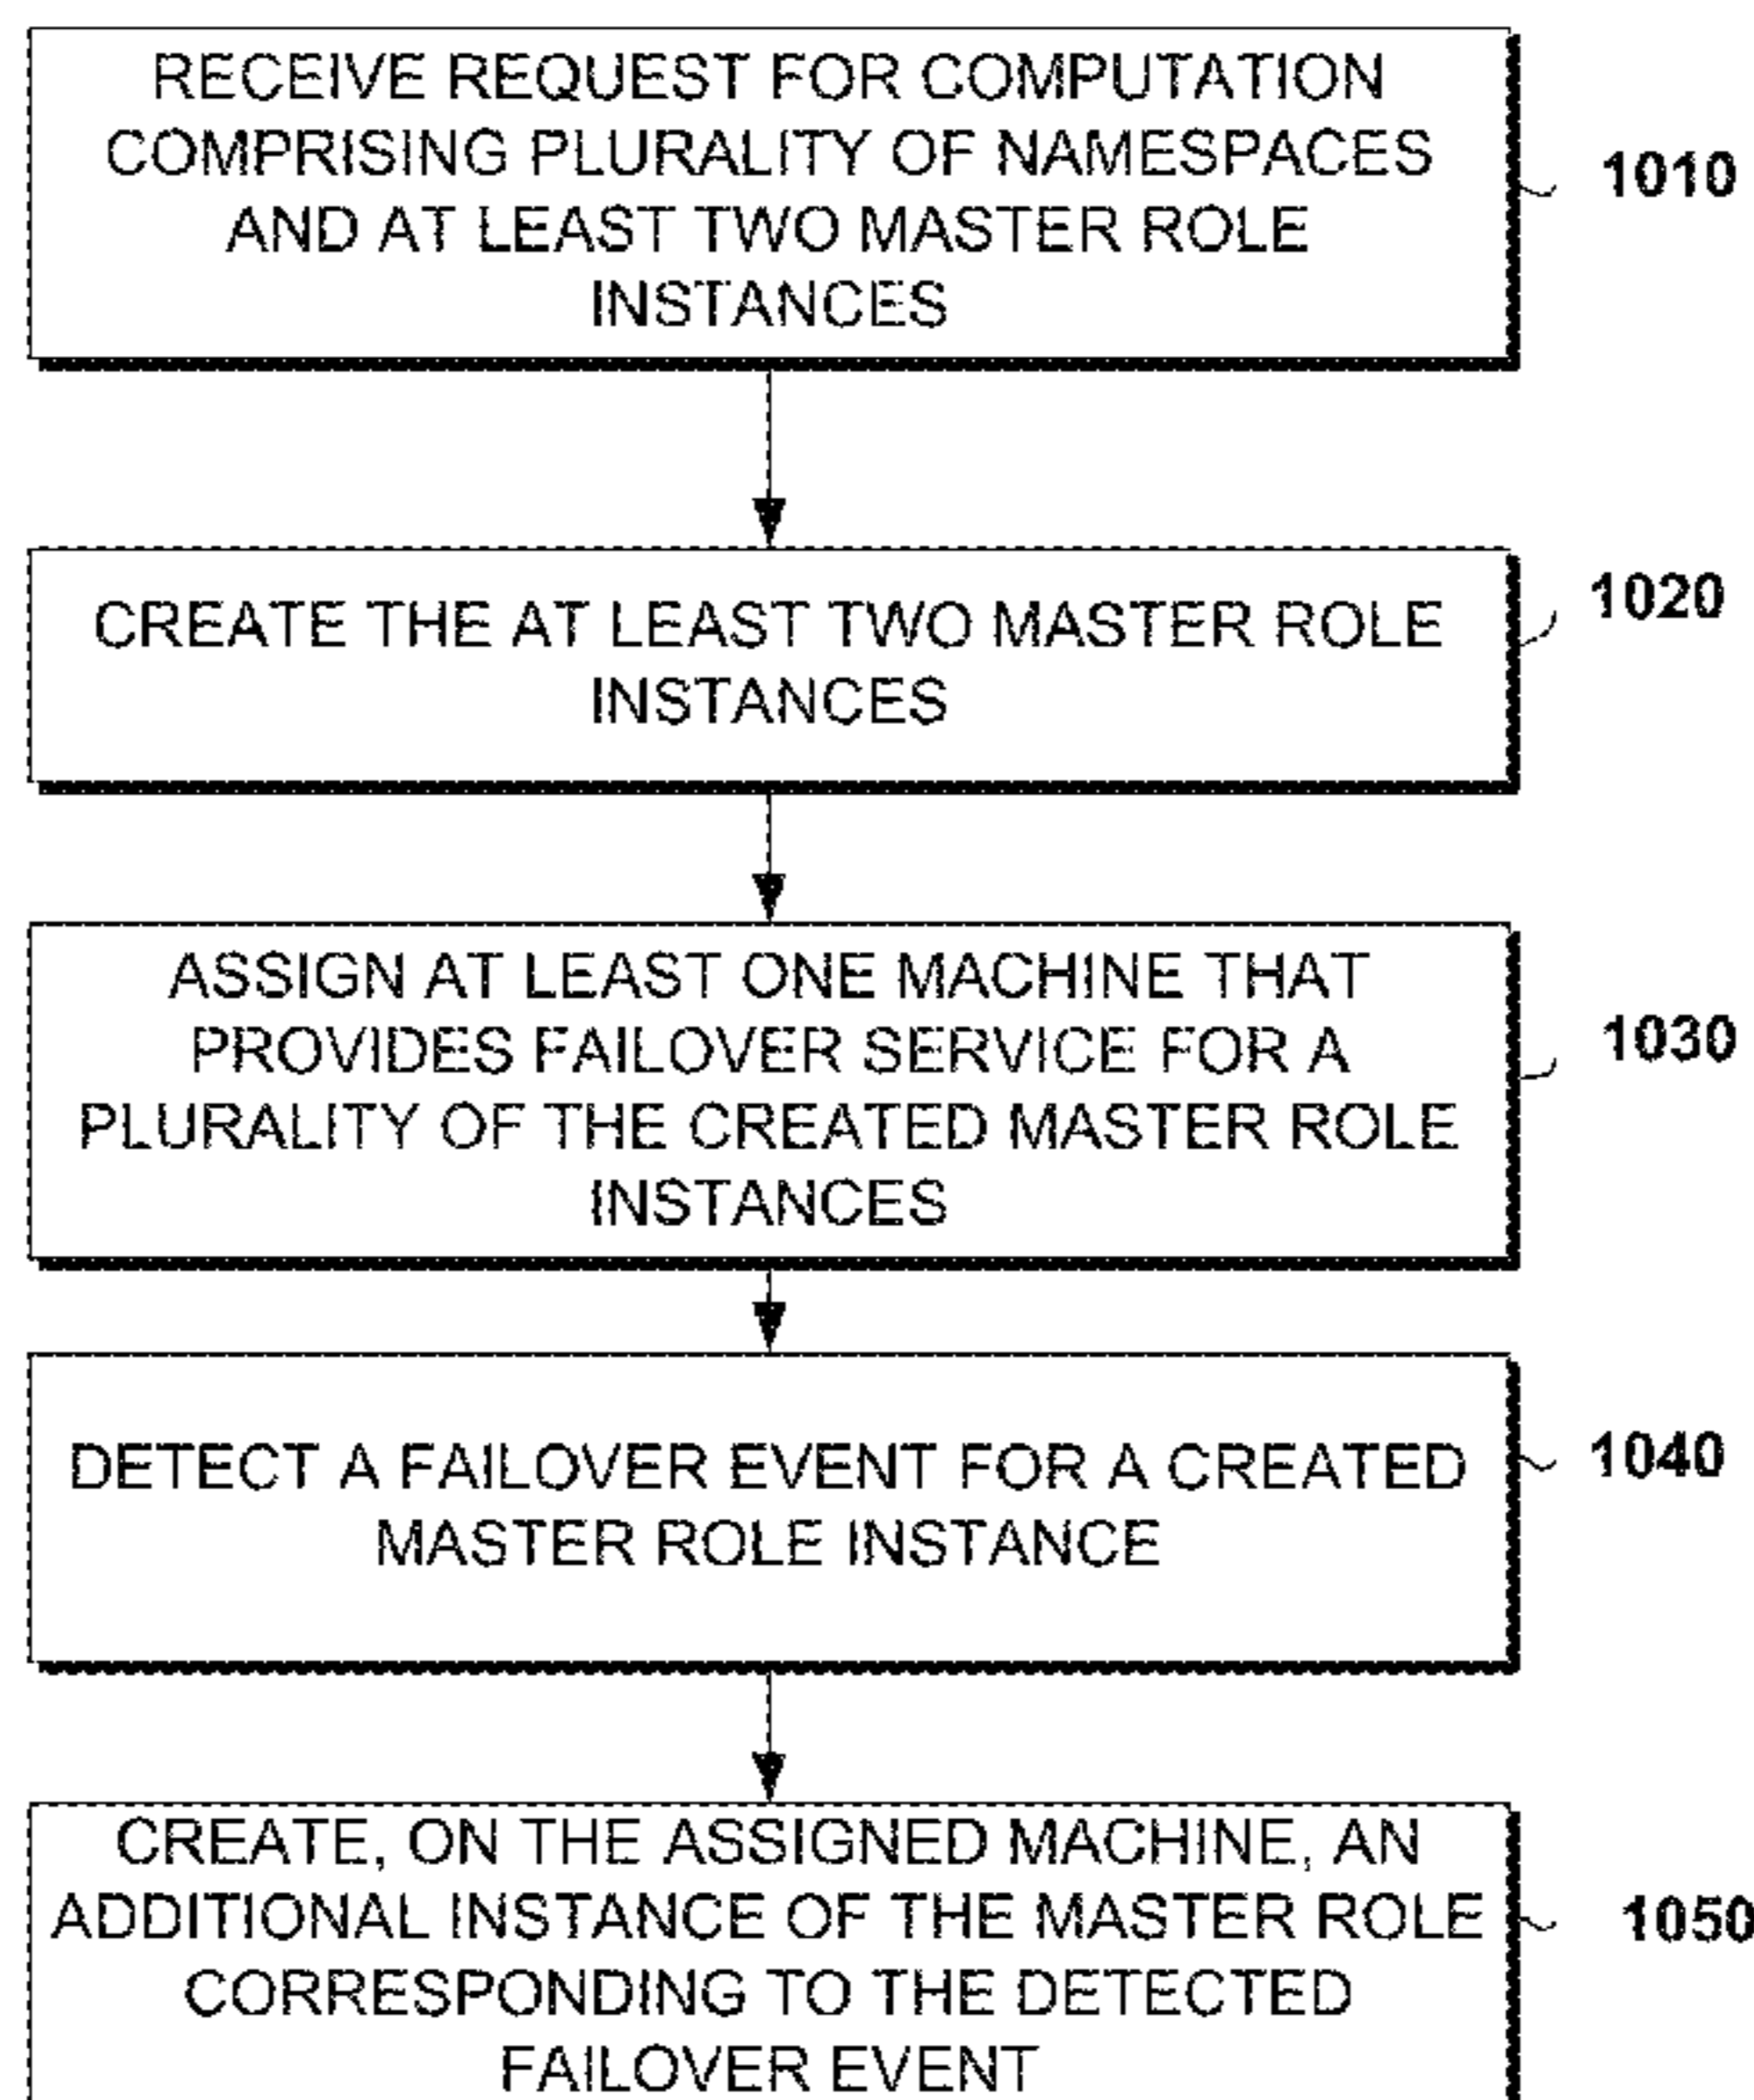 RECEIVE REQUEST FOR COMPUTATION
COMPRISING PLURALITY OF NAMESPACES
AND AT LEAST TWO MASTER ROLE
INSTANCES
1010
CREATE THE AT LEAST TWO MASTER ROLE
INSTANCES
1020
ASSIGN AT LEAST ONE MACHINE THAT
PROVIDES FAILOVER SERVICE FOR A
PLURALITY OF THE CREATED MASTER ROLE
INSTANCES
1030
DETECT A FAILOVER EVENT FOR A CREATED
MASTER ROLE INSTANCE
1040
CREATE, ON THE ASSIGNED MACHINE, AN
ADDITIONAL INSTANCE OF THE MASTER ROLE
CORRESPONDING TO THE DETECTED
FAILOVER EVENT
1050